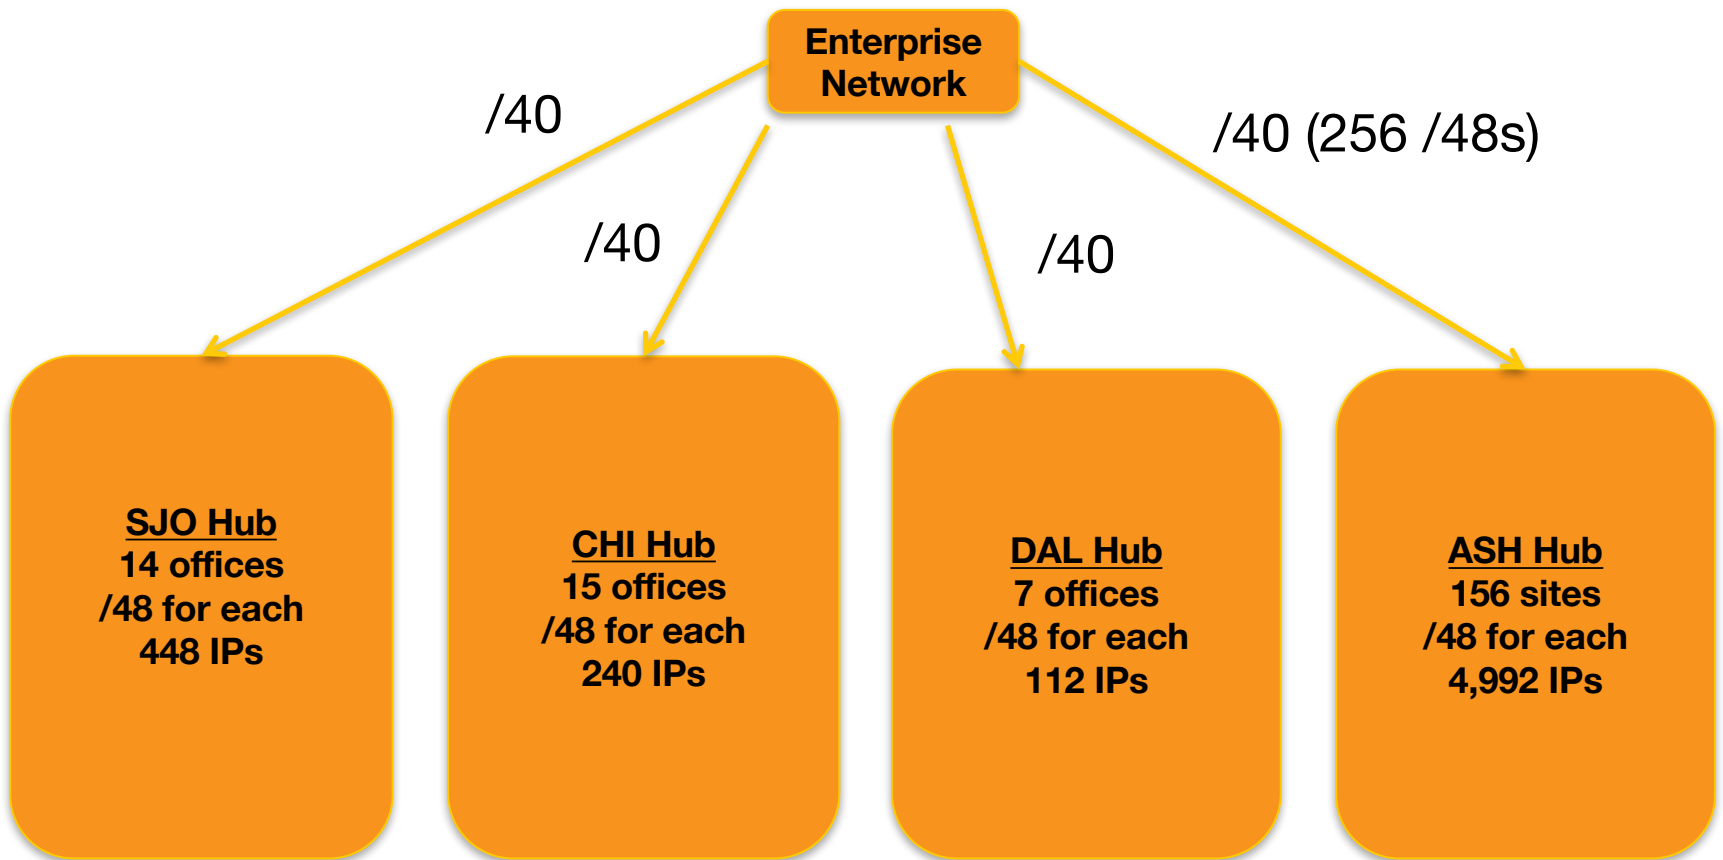 Enterprise
Network
/40
/40 (256 /48s)
/40
/40
SJO Hub
14 offices
/48 for each
448 IPs
CHI Hub
15 offices
/48 for each
240 IPs
DAL Hub
7 offices
/48 for each
112 IPs
ASH Hub
156 sites
/48 for each
4,992 IPs